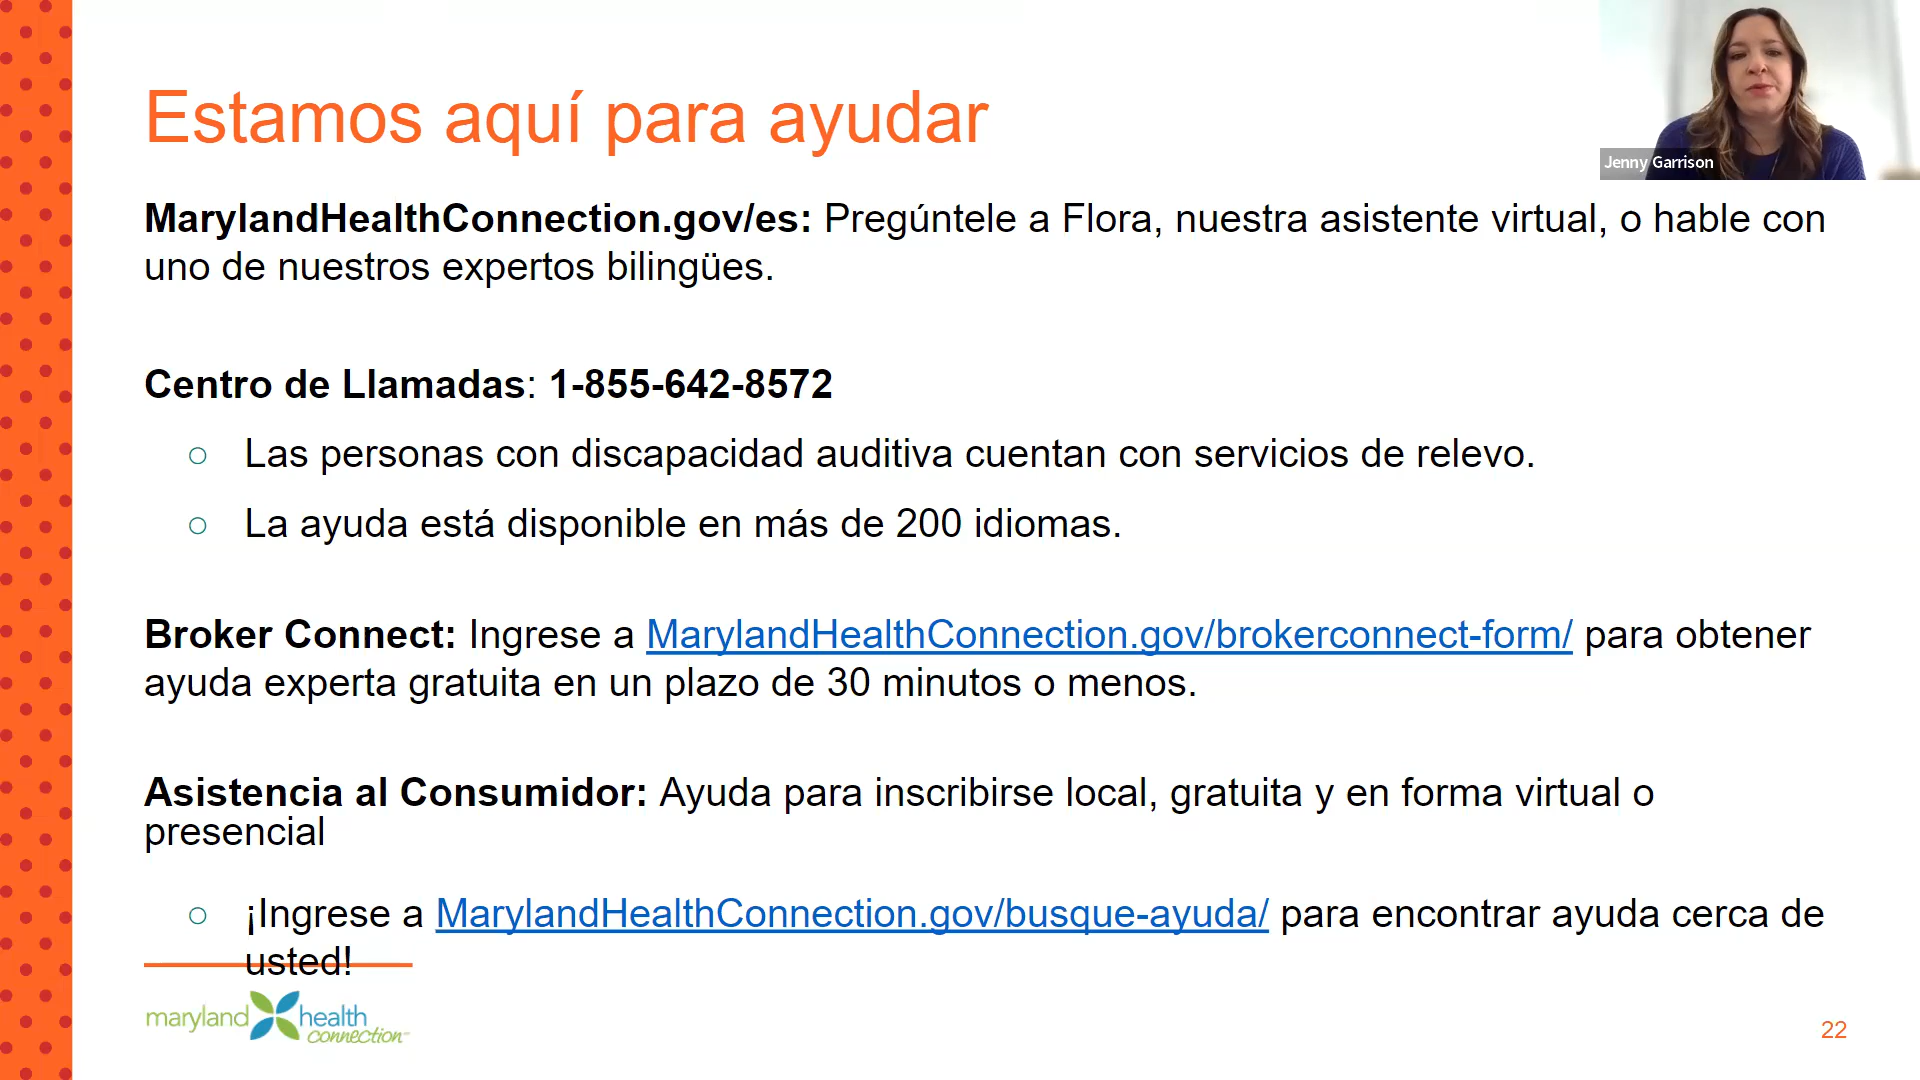 Estamos aquí para ayudar
Jenny Garrison
MarylandHealthConnection.gov/es: Pregúntele a Flora, nuestra asistente virtual, o hable con
uno de nuestros expertos bilingües.
Centro de Llamadas: 1-855-642-8572
○ Las personas con discapacidad auditiva cuentan con servicios de relevo.
○ La ayuda está disponible en más de 200 idiomas.
Broker Connect: Ingrese a MarylandHealthConnection.gov/brokerconnect-form/ para obtener
ayuda experta gratuita en un plazo de 30 minutos o menos.
Asistencia al Consumidor: Ayuda para inscribirse local, gratuita y en forma virtual o
presencial
○ ¡Ingrese a MarylandHealthConnection.gov/busque-ayuda/ para encontrar ayuda cerca de
usted!
maryland health
connection
22